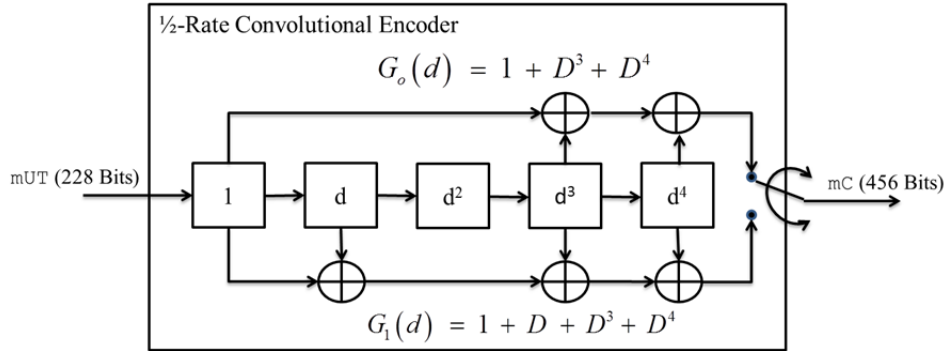 ½-Rate Convolutional Encoder
Gₒ(d) = 1 + D³ + D⁴
mUT (228 Bits)
1
d
d²
d³
d⁴
mC (456 Bits)
G₁(d) = 1 + D + D³ + D⁴